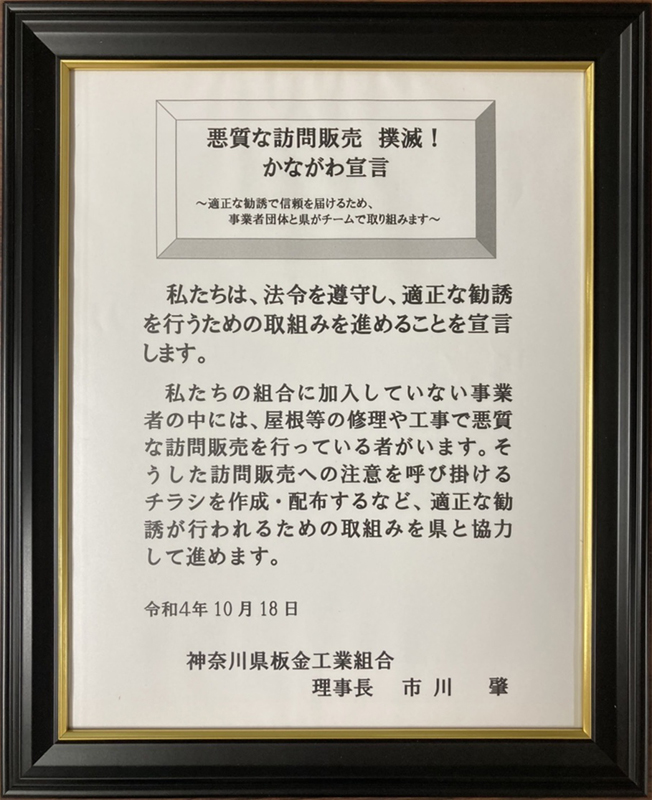 悪質な訪問販売　撲滅！
かながわ宣言
～適正な勧誘で信頼を届けるため、
事業者団体と県がチームで取り組みます～
私たちは、法令を遵守し、適正な勧誘
を行うための取組みを進めることを宣言
します。
私たちの組合に加入していない事業
者の中には、屋根等の修理や工事で悪質
な訪問販売を行っている者がいます。そ
うした訪問販売への注意を呼び掛ける
チラシを作成・配布するなど、適正な勧
誘が行われるための取組みを県と協力
して進めます。
令和４年 10 月 18 日
神奈川県板金工業組合
理事長　市 川　肇